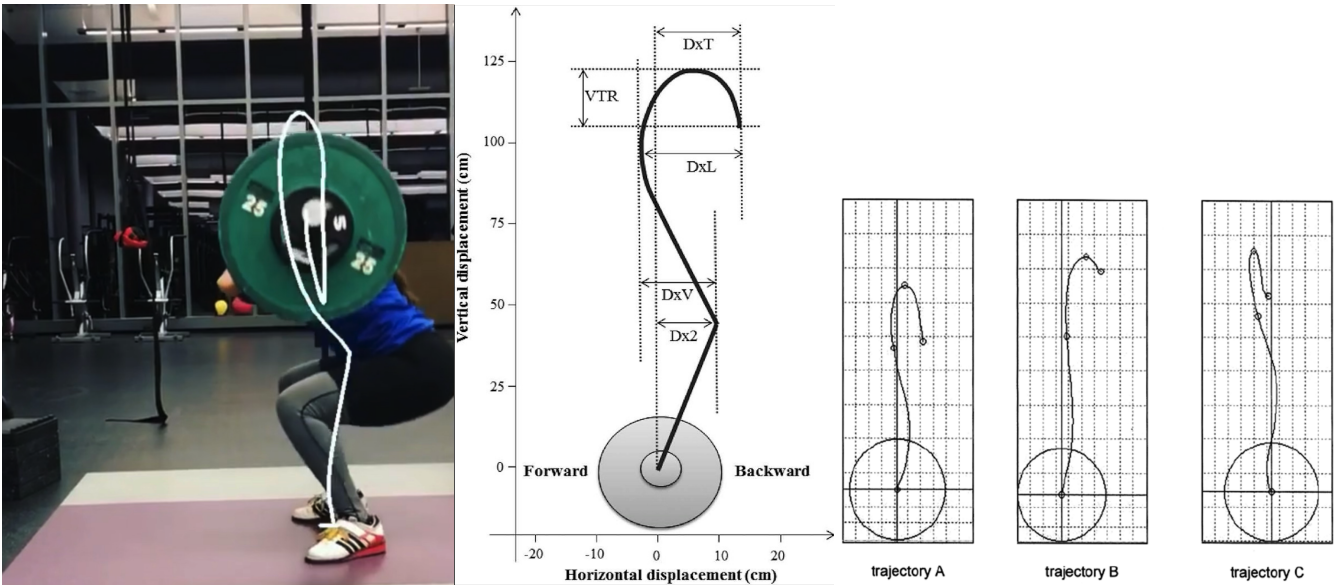 25
5
25
Vertical displacement (cm)
125
100
75
50
25
0
DxT
VTR
DxL
DxV
Dx2
Forward
Backward
-20
-10
0
10
20
Horizontal displacement (cm)
trajectory A
trajectory B
trajectory C